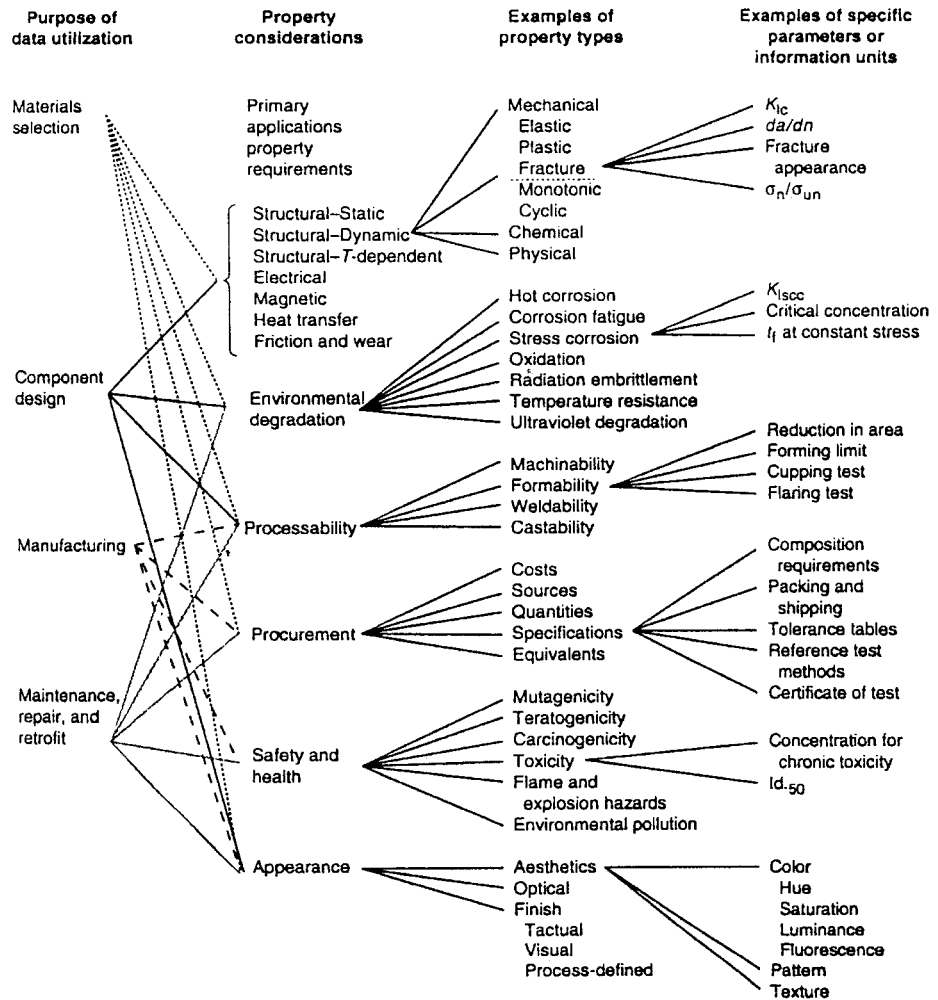 Purpose of
data utilization
Property
considerations
Examples of
property types
Examples of specific
parameters or
information units
Materials
selection
Component
design
Manufacturing
Maintenance,
repair, and
retrofit
Primary
applications
property
requirements
Structural–Static
Structural–Dynamic
Structural–T-dependent
Electrical
Magnetic
Heat transfer
Friction and wear
Environmental
degradation
Processability
Procurement
Safety and
health
Appearance
Mechanical
Elastic
Plastic
Fracture
Monotonic
Cyclic
Chemical
Physical
Hot corrosion
Corrosion fatigue
Stress corrosion
Oxidation
Radiation embrittlement
Temperature resistance
Ultraviolet degradation
Machinability
Formability
Weldability
Castability
Costs
Sources
Quantities
Specifications
Equivalents
Mutagenicity
Teratogenicity
Carcinogenicity
Toxicity
Flame and
explosion hazards
Environmental pollution
Aesthetics
Optical
Finish
Tactual
Visual
Process-defined
K_Ic
da/dn
Fracture
appearance
σ_n/σ_un
K_Iscc
Critical concentration
t_f at constant stress
Reduction in area
Forming limit
Cupping test
Flaring test
Composition
requirements
Packing and
shipping
Tolerance tables
Reference test
methods
Certificate of test
Concentration for
chronic toxicity
ld-50
Color
Hue
Saturation
Luminance
Fluorescence
Pattern
Texture